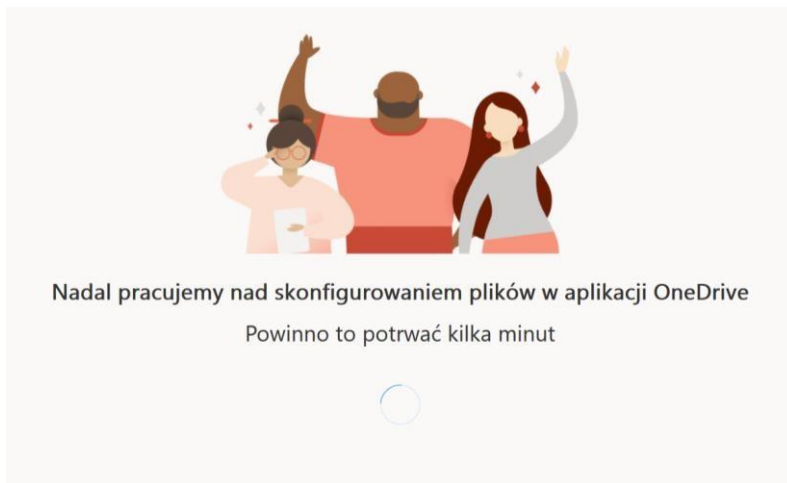 Nadal pracujemy nad skonfigurowaniem plików w aplikacji OneDrive
Powinno to potrwać kilka minut